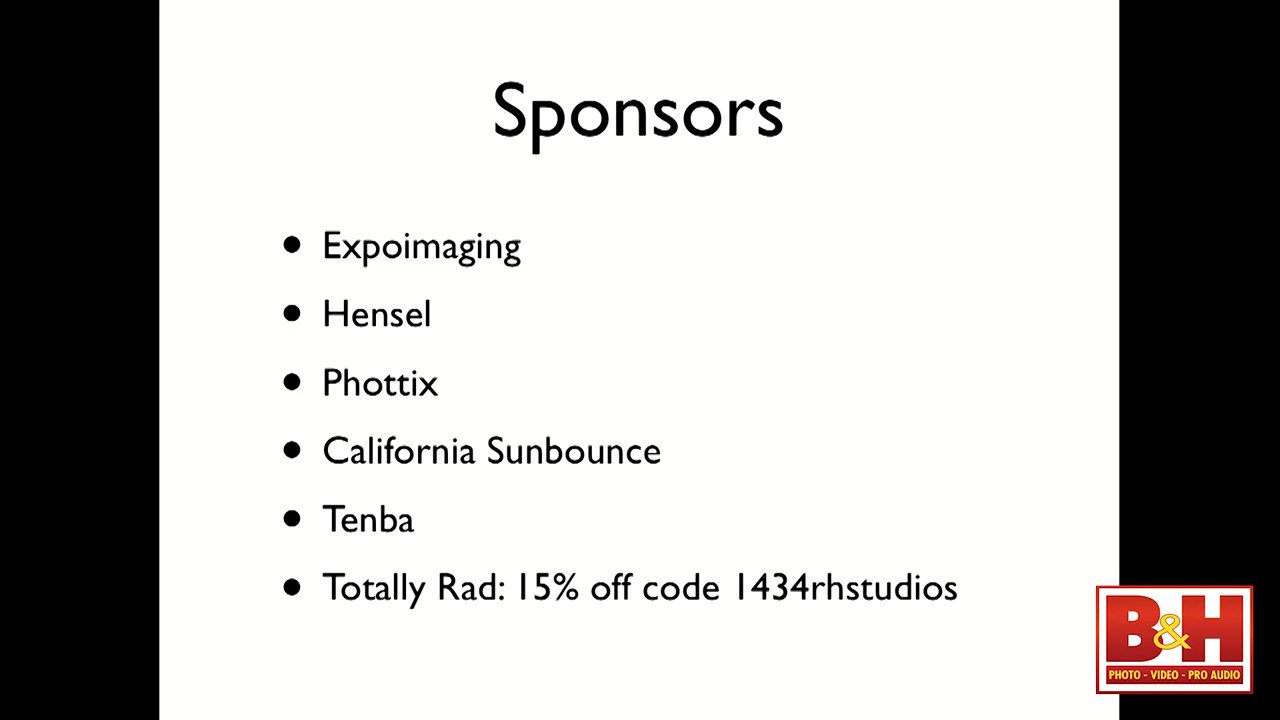 Sponsors
• Expoimaging
• Hensel
• Phottix
• California Sunbounce
• Tenba
• Totally Rad: 15% off code 1434rhstudios
B&H
PHOTO - VIDEO - PRO AUDIO